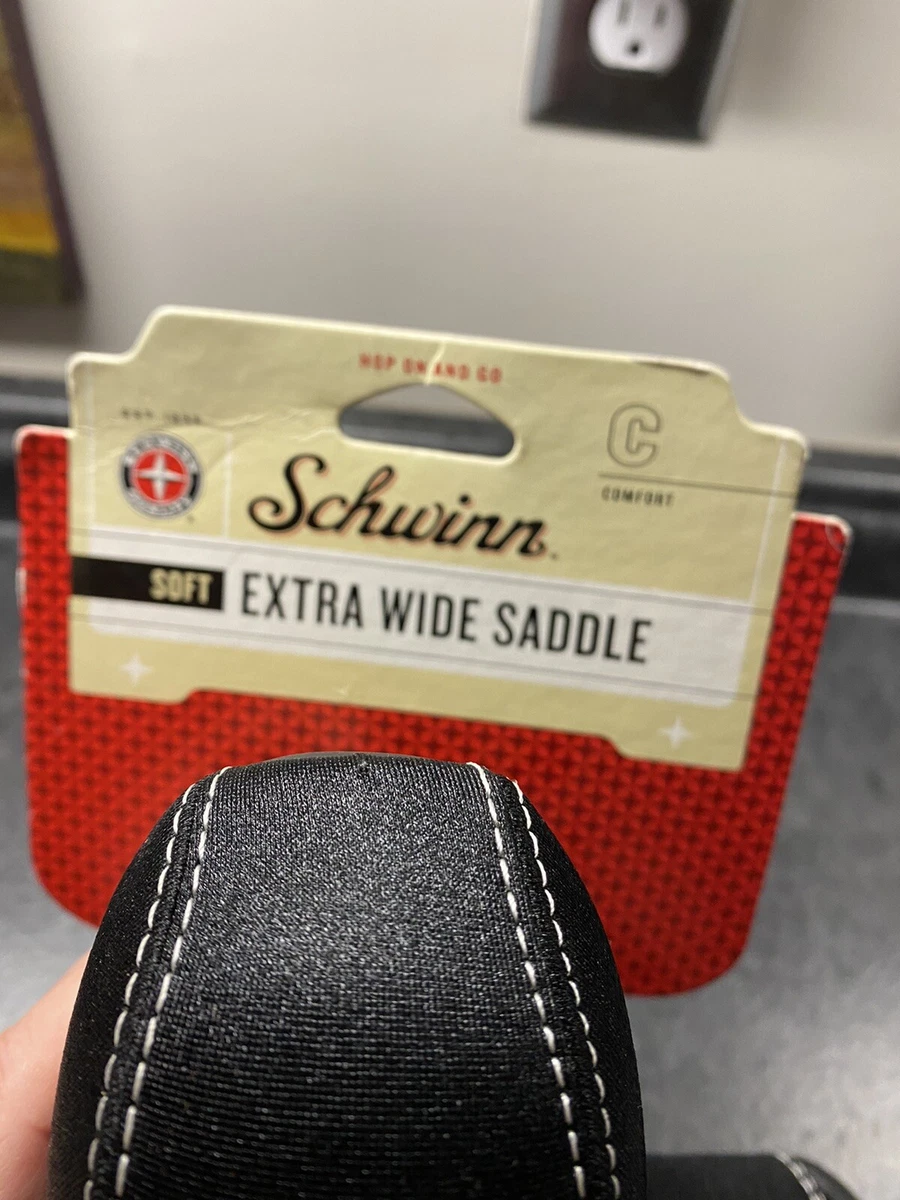 HOP ON AND GO
C
COMFORT
Schwinn.
SOFT EXTRA WIDE SADDLE